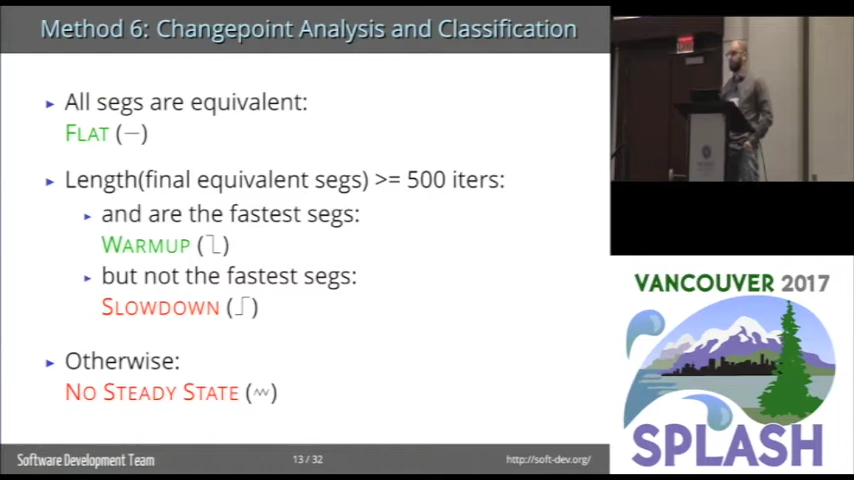 Method 6: Changepoint Analysis and Classification
▸ All segs are equivalent:
FLAT (—)
▸ Length(final equivalent segs) >= 500 iters:
▸ and are the fastest segs:
WARMUP ()
▸ but not the fastest segs:
SLOWDOWN ()
▸ Otherwise:
NO STEADY STATE ()
Software Development Team
13 / 32
http://soft-dev.org/
VANCOUVER 2017
SPLASH